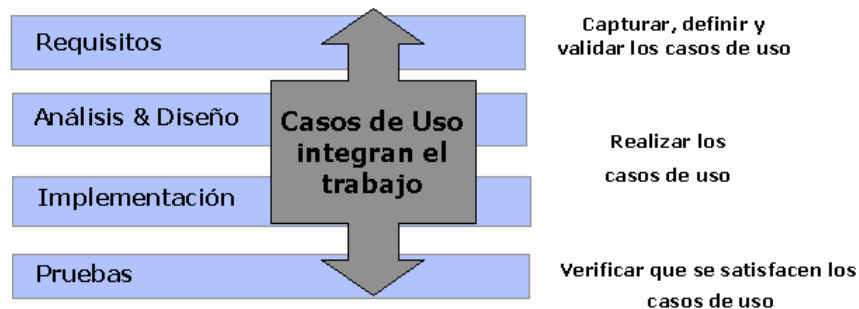 Requisitos
Capturar, definir y
validar los casos de uso
Análisis & Diseño
Casos de Uso
integran el
trabajo
Realizar los
casos de uso
Implementación
Pruebas
Verificar que se satisfacen los
casos de uso